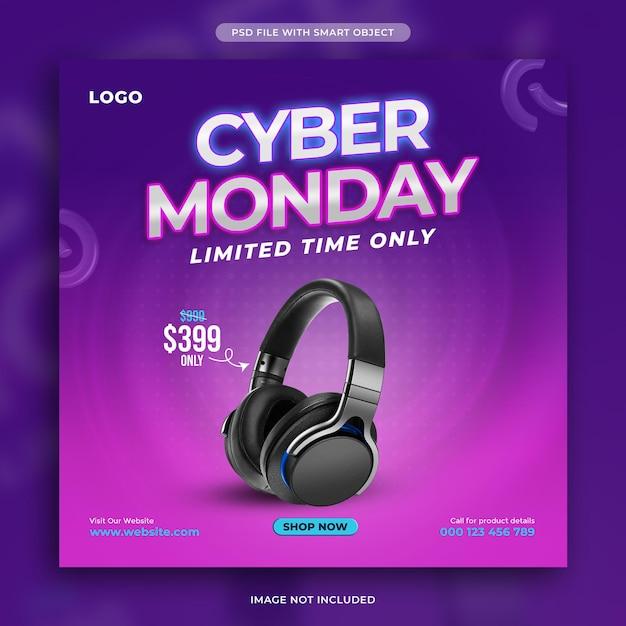 PSD FILE WITH SMART OBJECT
LOGO
CYBER
MONDAY
LIMITED TIME ONLY
$999
$399
ONLY
Visit Our Website
www.website.com
SHOP NOW
Call for product details
000 123 456 789
IMAGE NOT INCLUDED